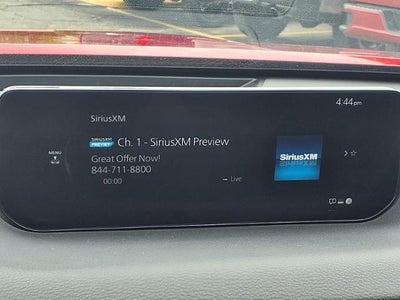 4:44pm
SiriusXM
SIRIUSXM
PREVIEW
Ch. 1 - SiriusXM Preview
MENU
Great Offer Now!
844-711-8800
00:00
Live
SiriusXM